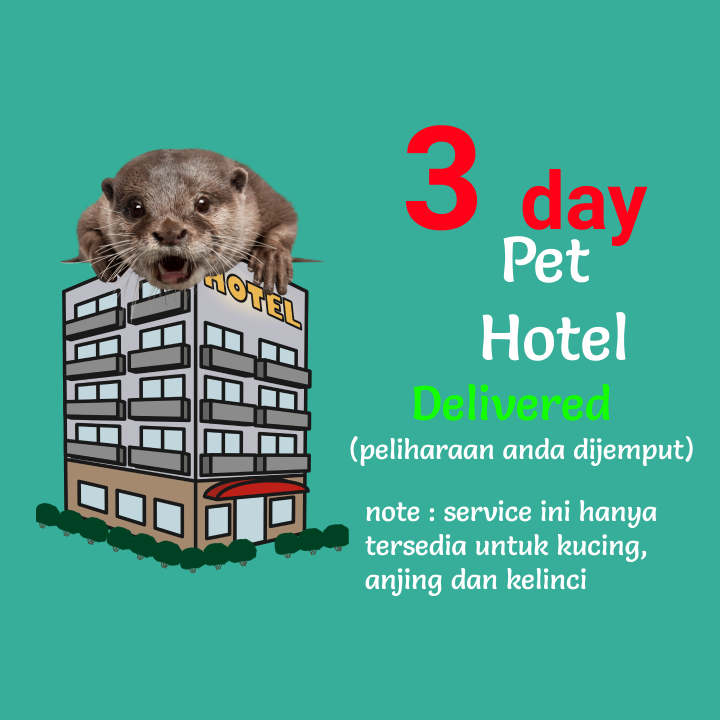 HOTEL
3 day
Pet
Hotel
Delivered
(peliharaan anda dijemput)
note : service ini hanya
tersedia untuk kucing,
anjing dan kelinci